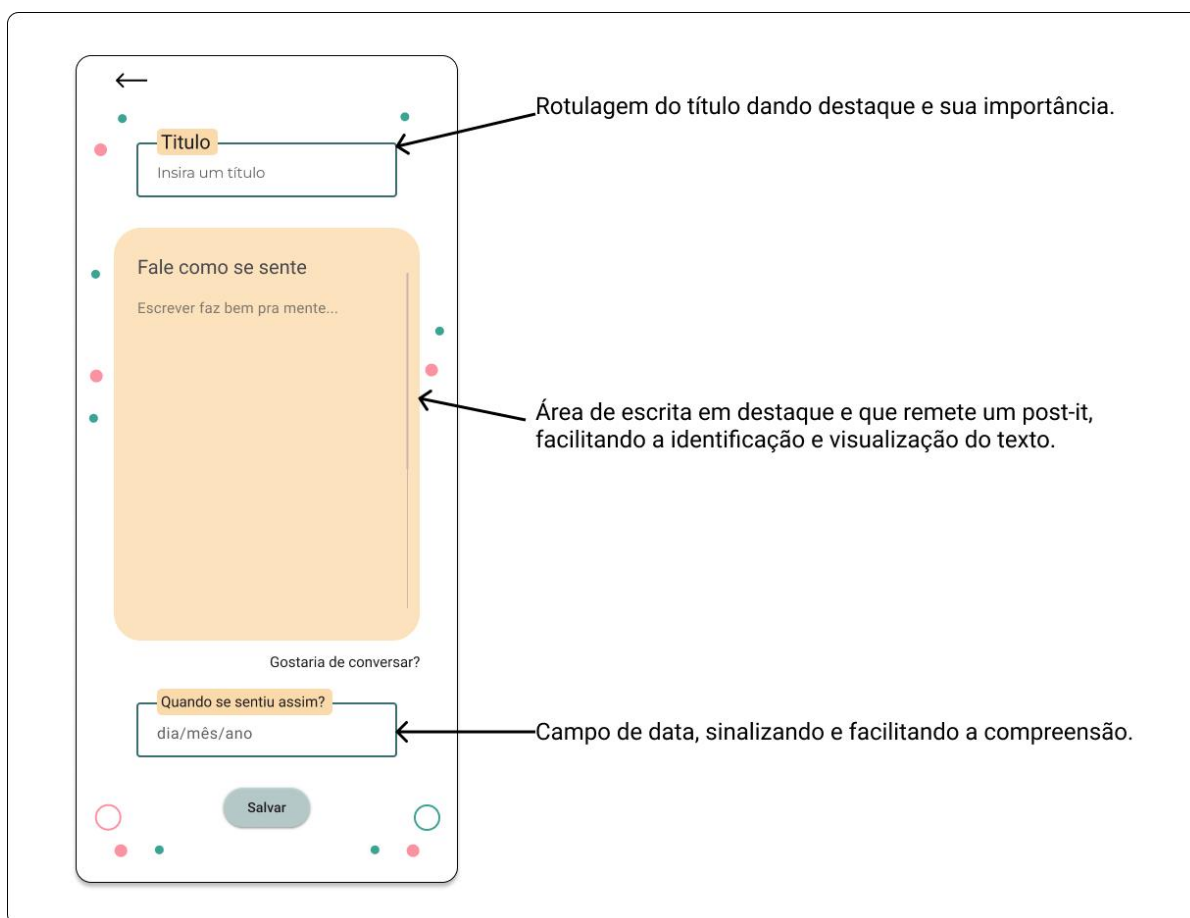 Rotulagem do título dando destaque e sua importância.
Titulo
Insira um título
Fale como se sente
Escrever faz bem pra mente...
Área de escrita em destaque e que remete um post-it,
facilitando a identificação e visualização do texto.
Gostaria de conversar?
Quando se sentiu assim?
dia/mês/ano
Campo de data, sinalizando e facilitando a compreensão.
Salvar